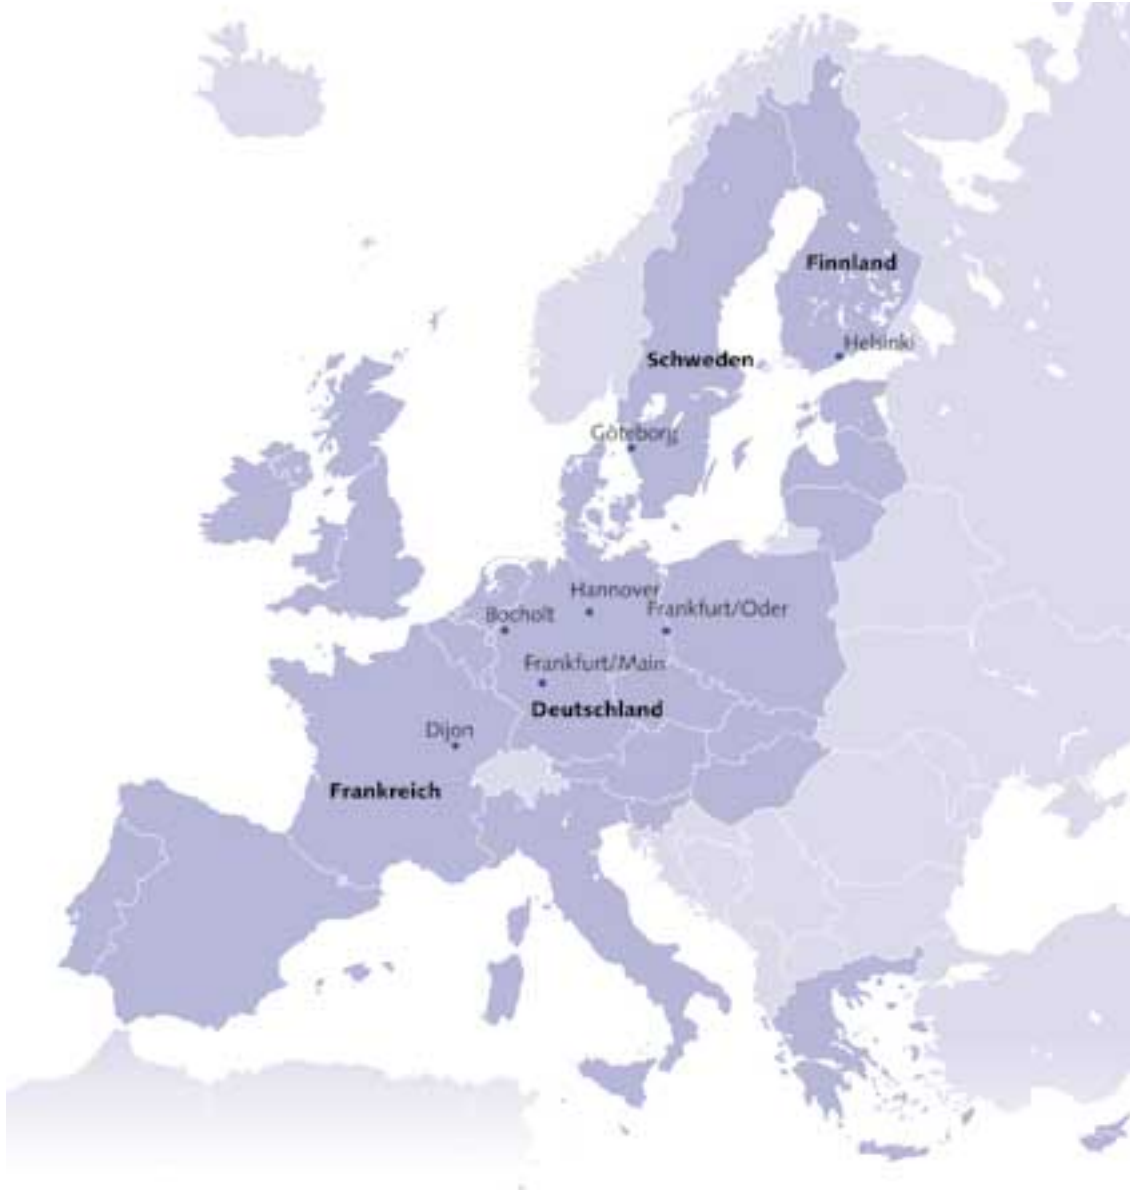 Finnland
Helsinki
Schweden
Göteborg
Hannover
Frankfurt/Oder
Bocholt
Frankfurt/Main
Deutschland
Dijon
Frankreich